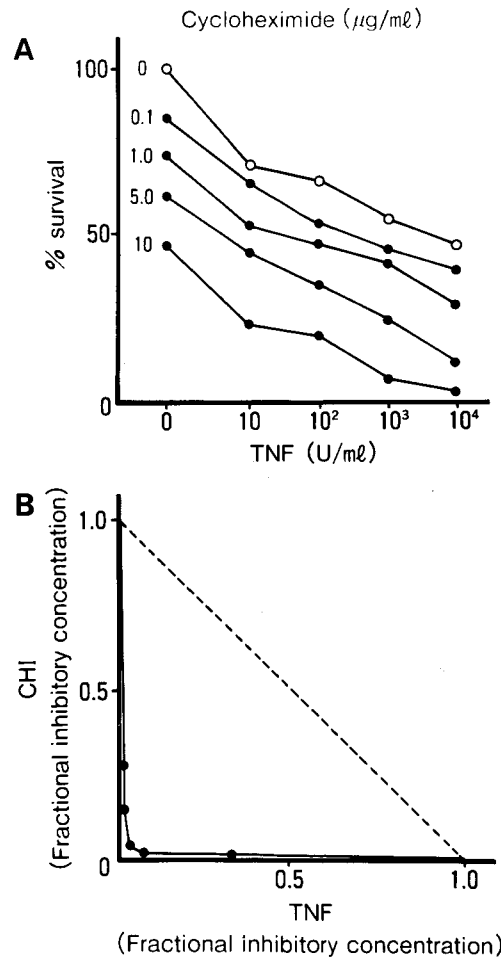 Cycloheximide (μg/mℓ)
A
100
50
0
% survival
0
0.1
1.0
5.0
10
0 10 10² 10³ 10⁴
TNF (U/mℓ)
B
1.0
0.5
0
CHI
(Fractional inhibitory concentration)
0.5 1.0
TNF
(Fractional inhibitory concentration)